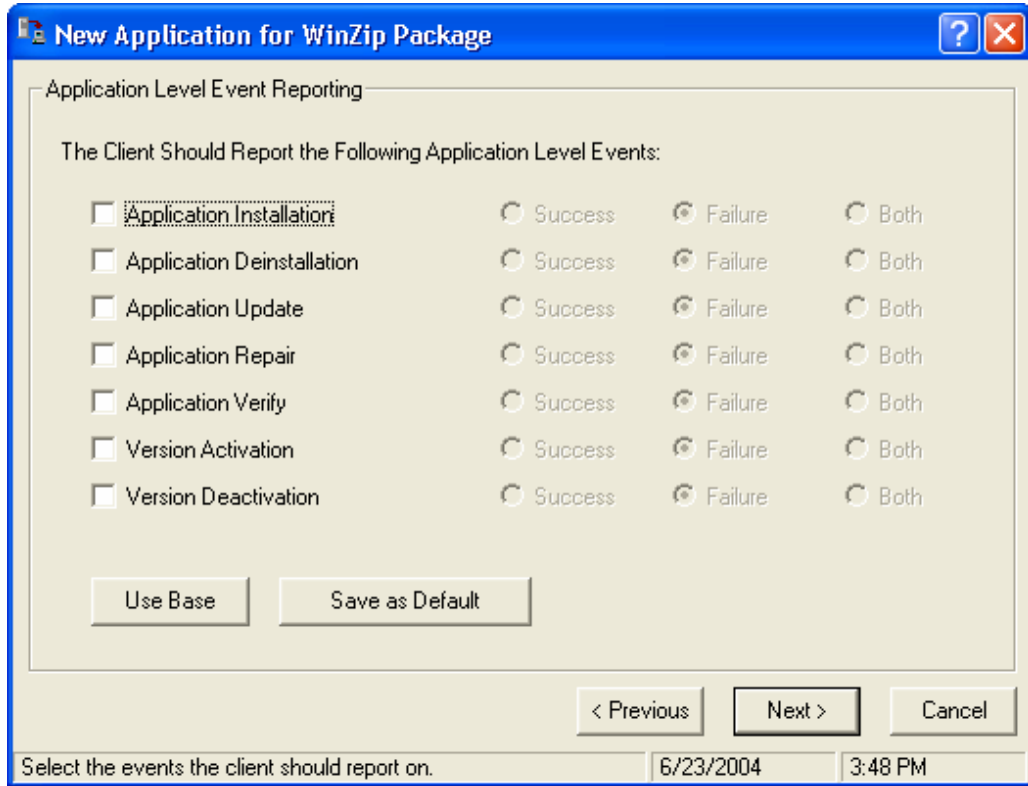 New Application for WinZip Package
Application Level Event Reporting
The Client Should Report the Following Application Level Events:
Application Installation Success Failure Both
Application Deinstallation Success Failure Both
Application Update Success Failure Both
Application Repair Success Failure Both
Application Verify Success Failure Both
Version Activation Success Failure Both
Version Deactivation Success Failure Both
Use Base Save as Default
< Previous Next > Cancel
Select the events the client should report on. 6/23/2004 3:48 PM